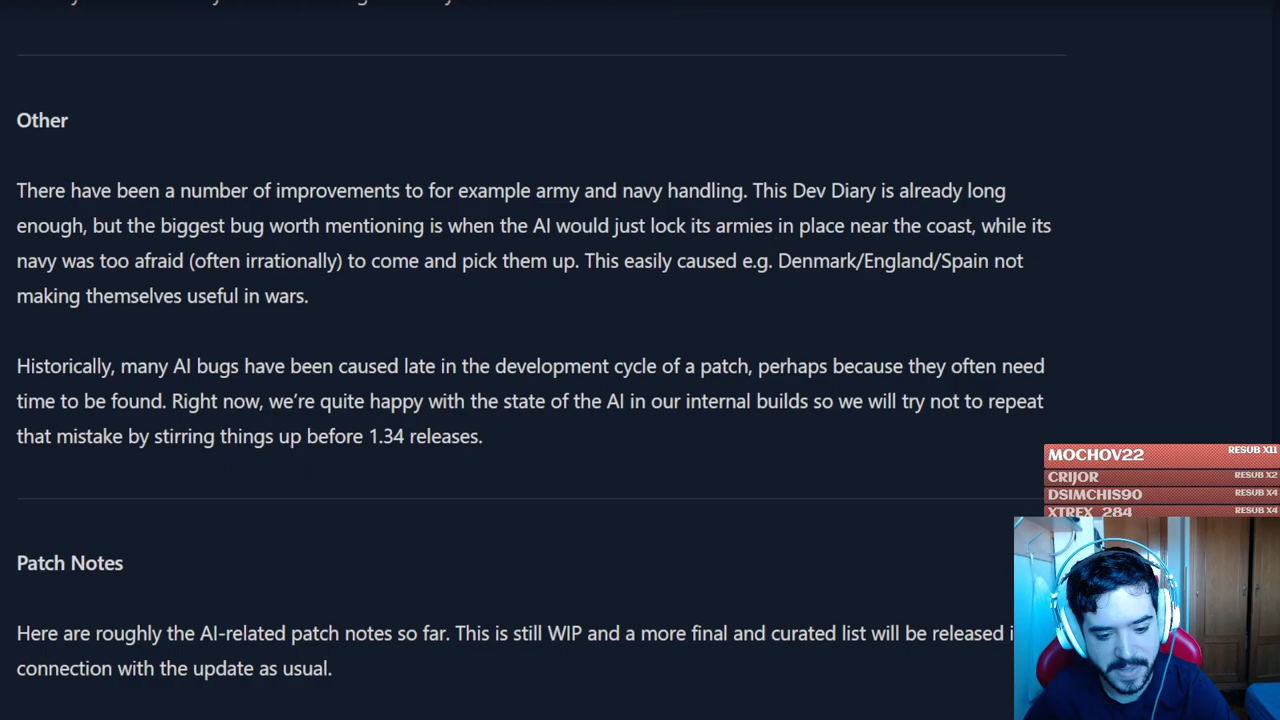 Other
There have been a number of improvements to for example army and navy handling. This Dev Diary is already long
enough, but the biggest bug worth mentioning is when the AI would just lock its armies in place near the coast, while its
navy was too afraid (often irrationally) to come and pick them up. This easily caused e.g. Denmark/England/Spain not
making themselves useful in wars.
Historically, many AI bugs have been caused late in the development cycle of a patch, perhaps because they often need
time to be found. Right now, we're quite happy with the state of the AI in our internal builds so we will try not to repeat
that mistake by stirring things up before 1.34 releases.
MOCHOV22 RESUB X11
CRIJOR RESUB X2
DSIMCHIS90 RESUB X4
XTREX_284 RESUB X4
Patch Notes
Here are roughly the AI-related patch notes so far. This is still WIP and a more final and curated list will be released
connection with the update as usual.